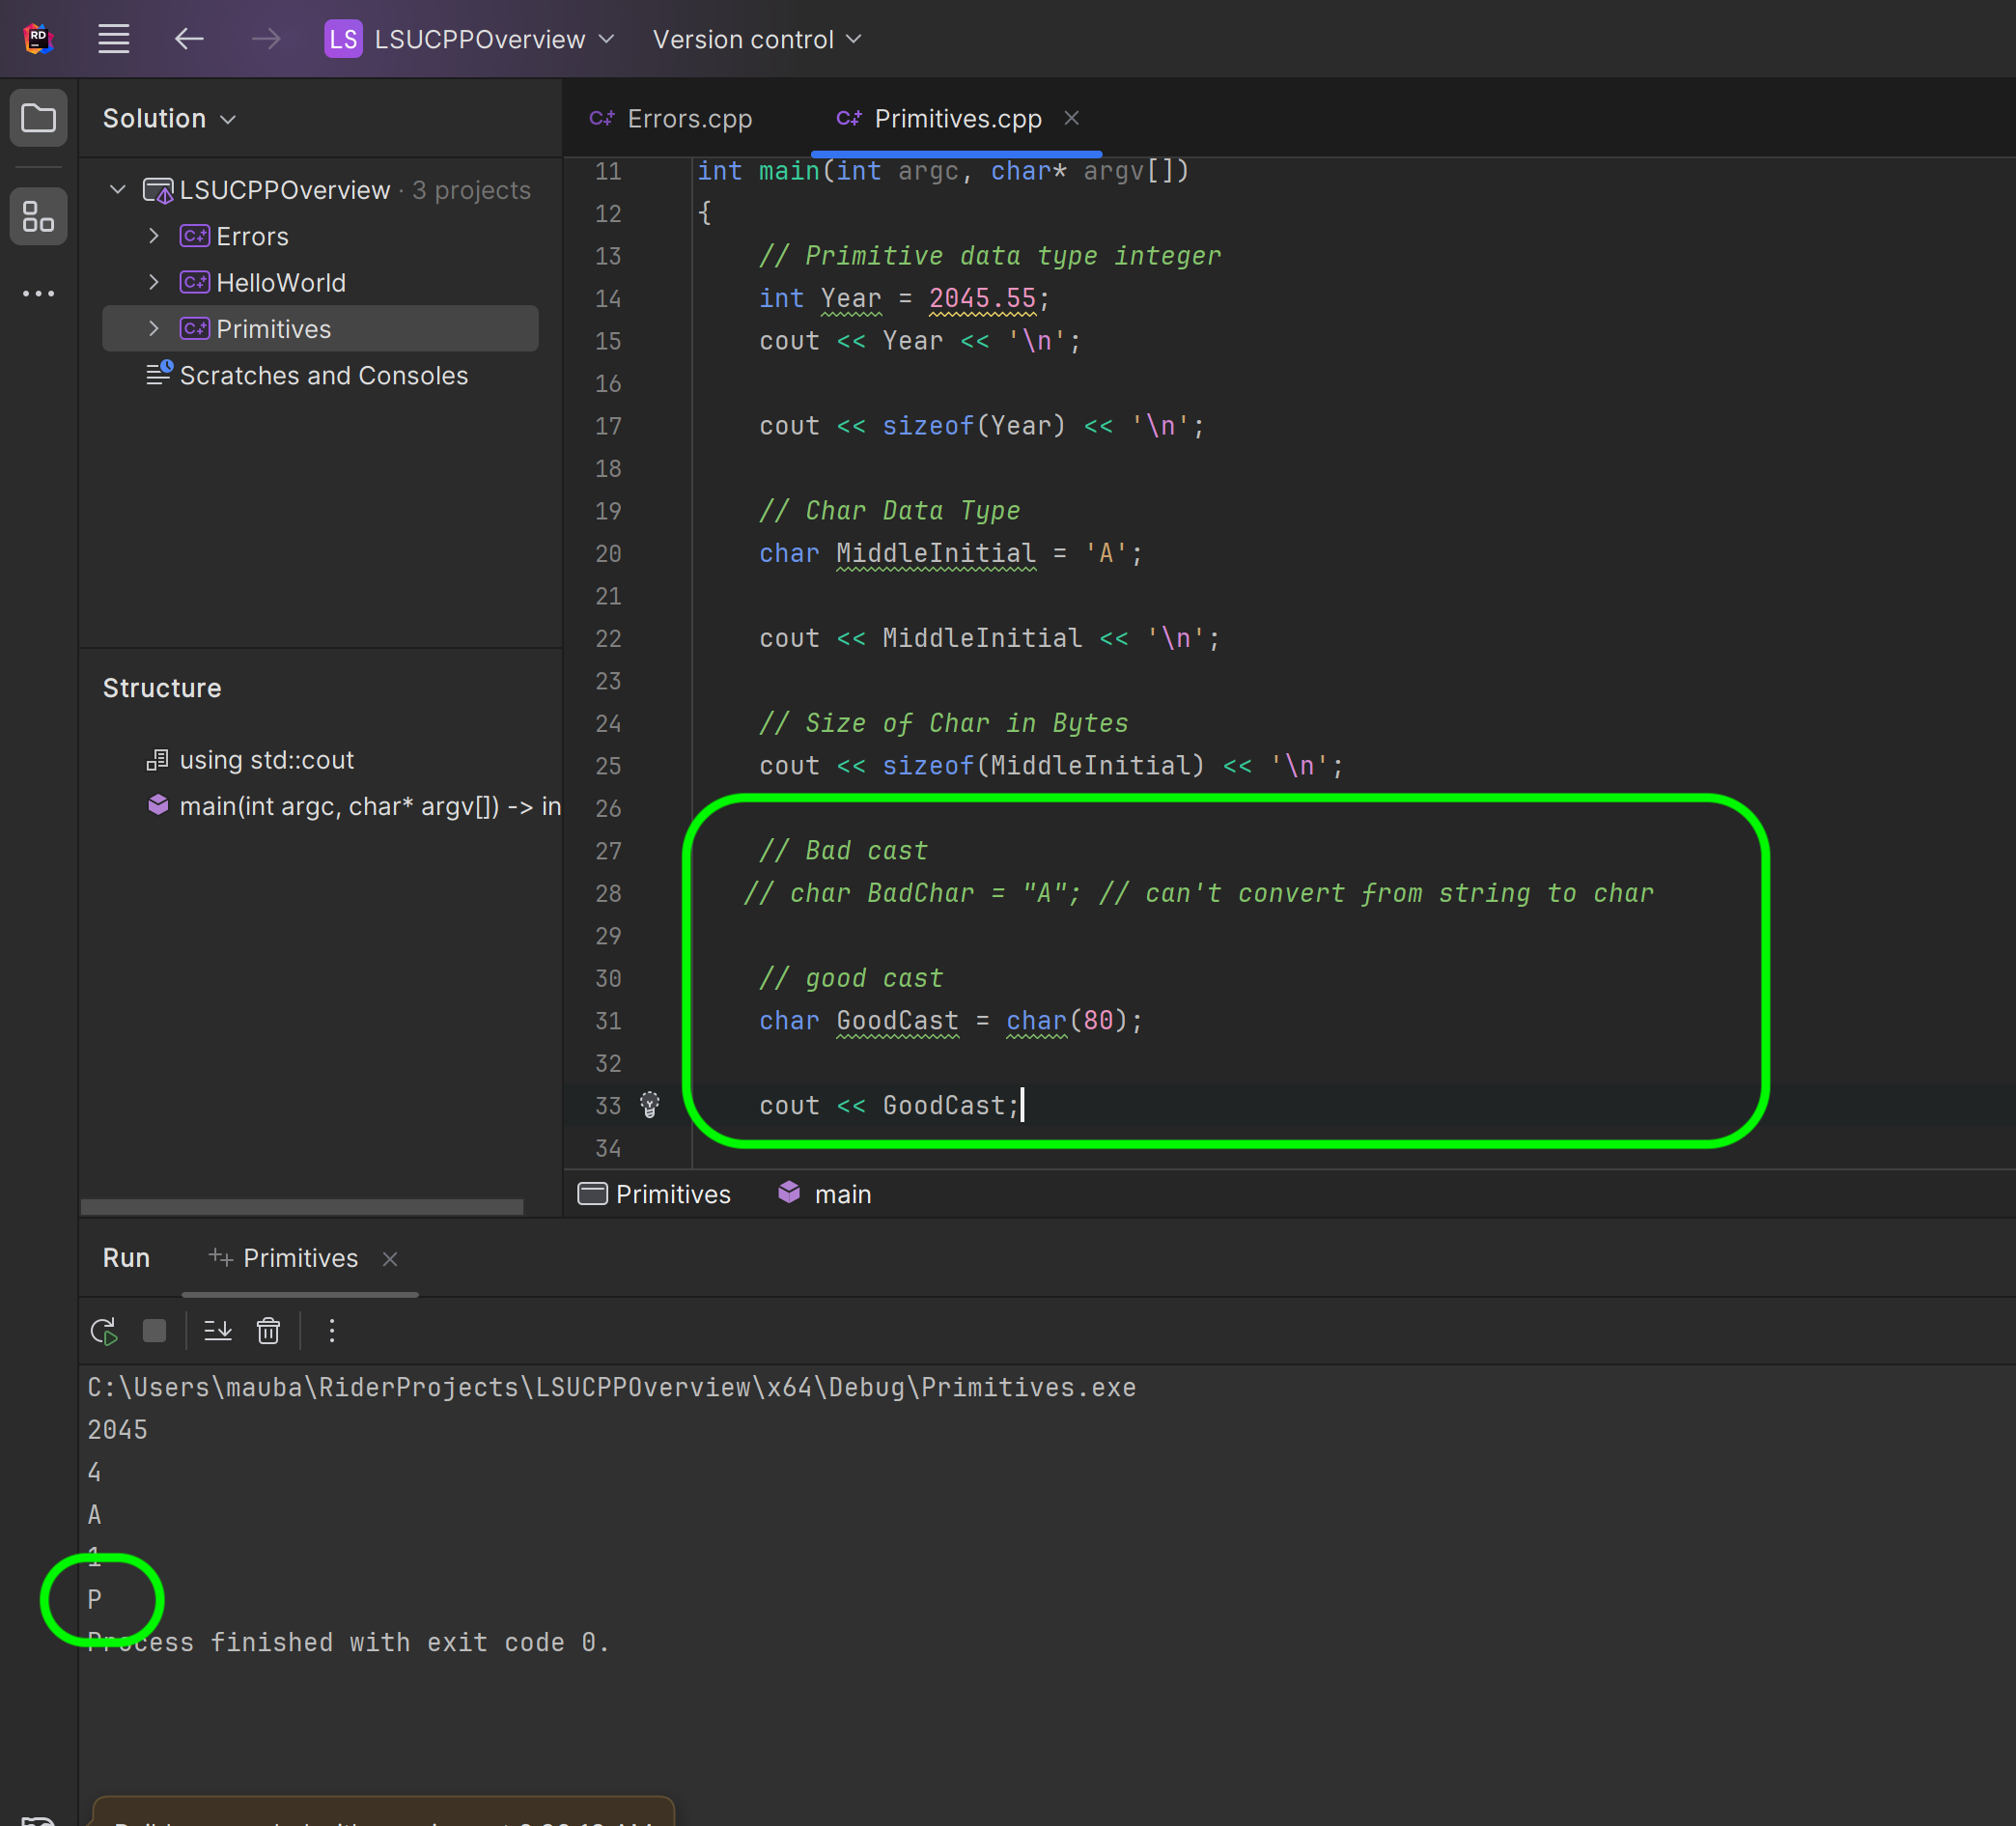 RD
LS LSUCPPOverview Version control
Solution
LSUCPPOverview · 3 projects
Errors
HelloWorld
Primitives
Scratches and Consoles
Structure
using std::cout
main(int argc, char* argv[]) -> in
C++ Errors.cpp C++ Primitives.cpp
11 int main(int argc, char* argv[])
12 {
13 // Primitive data type integer
14 int Year = 2045.55;
15 cout << Year << '\n';
16
17 cout << sizeof(Year) << '\n';
18
19 // Char Data Type
20 char MiddleInitial = 'A';
21
22 cout << MiddleInitial << '\n';
23
24 // Size of Char in Bytes
25 cout << sizeof(MiddleInitial) << '\n';
26
27 // Bad cast
28 // char BadChar = "A"; // can't convert from string to char
29
30 // good cast
31 char GoodCast = char(80);
32
33 cout << GoodCast;
34
Primitives main
Run Primitives
C:\Users\mauba\RiderProjects\LSUCPPOverview\x64\Debug\Primitives.exe
2045
4
A
1
P
Process finished with exit code 0.